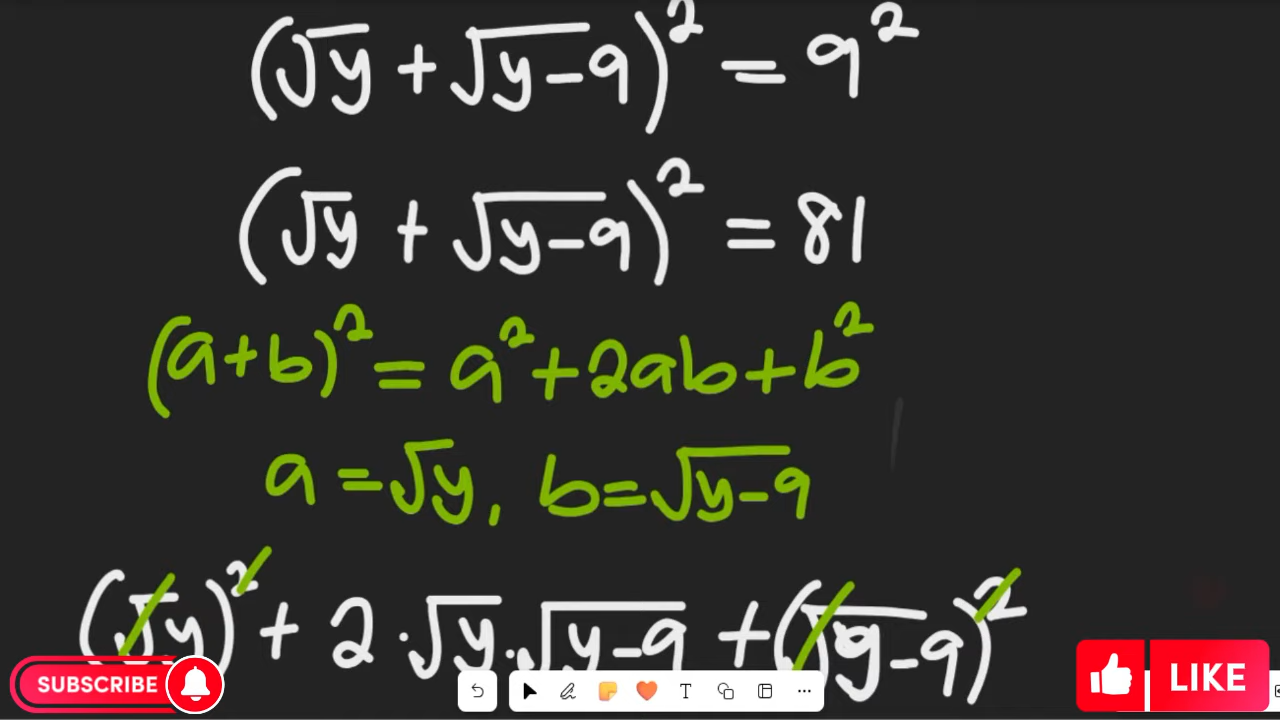 (√y + √y-9)² = 9²
(√y + √y-9)² = 81
(a+b)² = a² + 2ab + b²
a = √y, b = √y-9
(√y)² + 2 · √y · √y-9 + (√y-9)²
SUBSCRIBE
T
LIKE